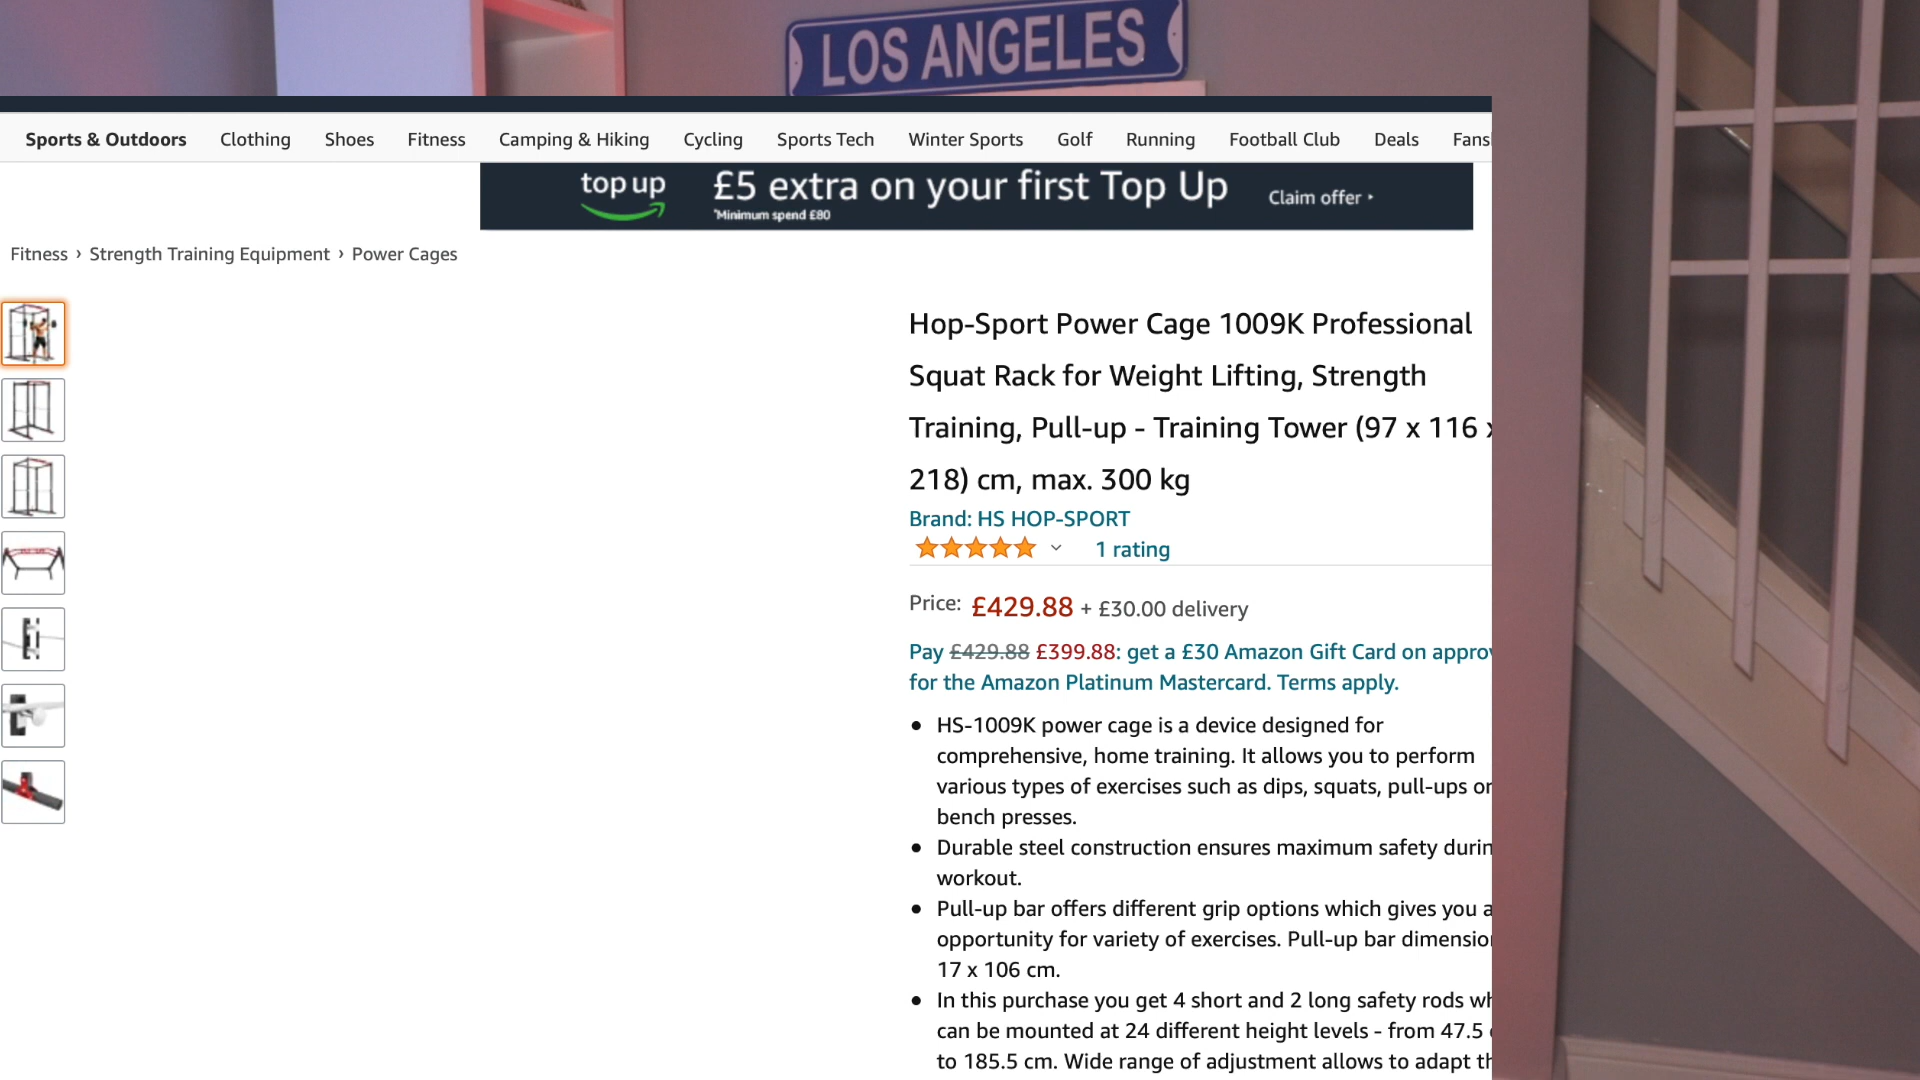 LOS ANGELES
Sports & Outdoors Clothing Shoes Fitness Camping & Hiking Cycling Sports Tech Winter Sports Golf Running Football Club Deals
top up £5 extra on your first Top Up Claim offer
*Minimum spend £80
Fitness › Strength Training Equipment › Power Cages
Hop-Sport Power Cage 1009K Professional
Squat Rack for Weight Lifting, Strength
Training, Pull-up - Training Tower (97 x 116 x
218) cm, max. 300 kg
Brand: HS HOP-SPORT
1 rating
Price: £429.88 + £30.00 delivery
Pay £429.88 £399.88: get a £30 Amazon Gift Card on
for the Amazon Platinum Mastercard. Terms apply.
• HS-1009K power cage is a device designed for
comprehensive, home training. It allows you to perform
various types of exercises such as dips, squats, pull-ups or
bench presses.
• Durable steel construction ensures maximum safety
workout.
• Pull-up bar offers different grip options which gives you
opportunity for variety of exercises. Pull-up bar
17 x 106 cm.
• In this purchase you get 4 short and 2 long safety rods
can be mounted at 24 different height levels - from 47.5
to 185.5 cm. Wide range of adjustment allows to adapt